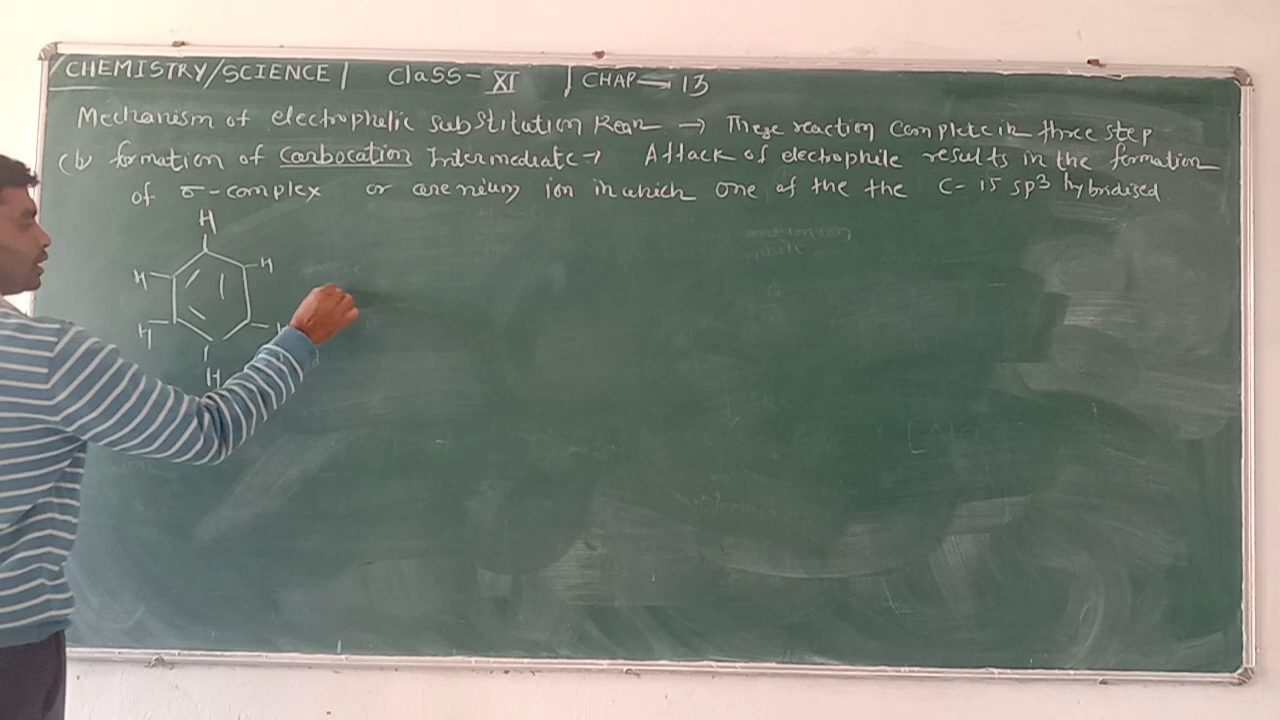 CHEMISTRY/SCIENCE | ClaSS-XI | CHAP → 13
Mechanism of electrophelic substitution Rean → These reaction complete in three step
(b) formation of Carbocation Intermediate → Attack of electrophile results in the formation
of σ-complex or arenium ion in which one of the the C- is sp³ hybridised
H
H H
H
H